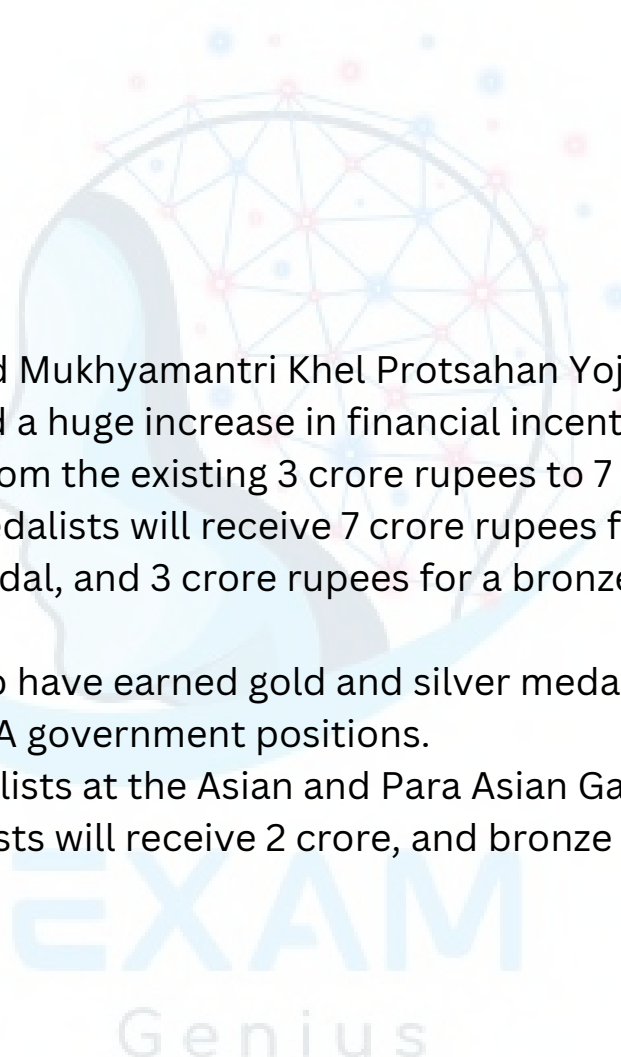 d Mukhyamantri Khel Protsahan Yoj
d a huge increase in financial incent
om the existing 3 crore rupees to 7
edalists will receive 7 crore rupees f
dal, and 3 crore rupees for a bronze
o have earned gold and silver meda
A government positions.
lists at the Asian and Para Asian Ga
sts will receive 2 crore, and bronze
EXAM
Genius